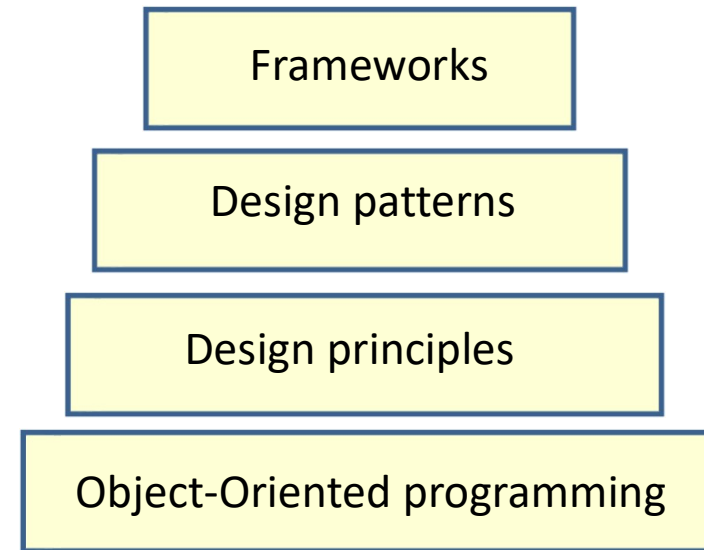 Frameworks
Design patterns
Design principles
Object-Oriented programming